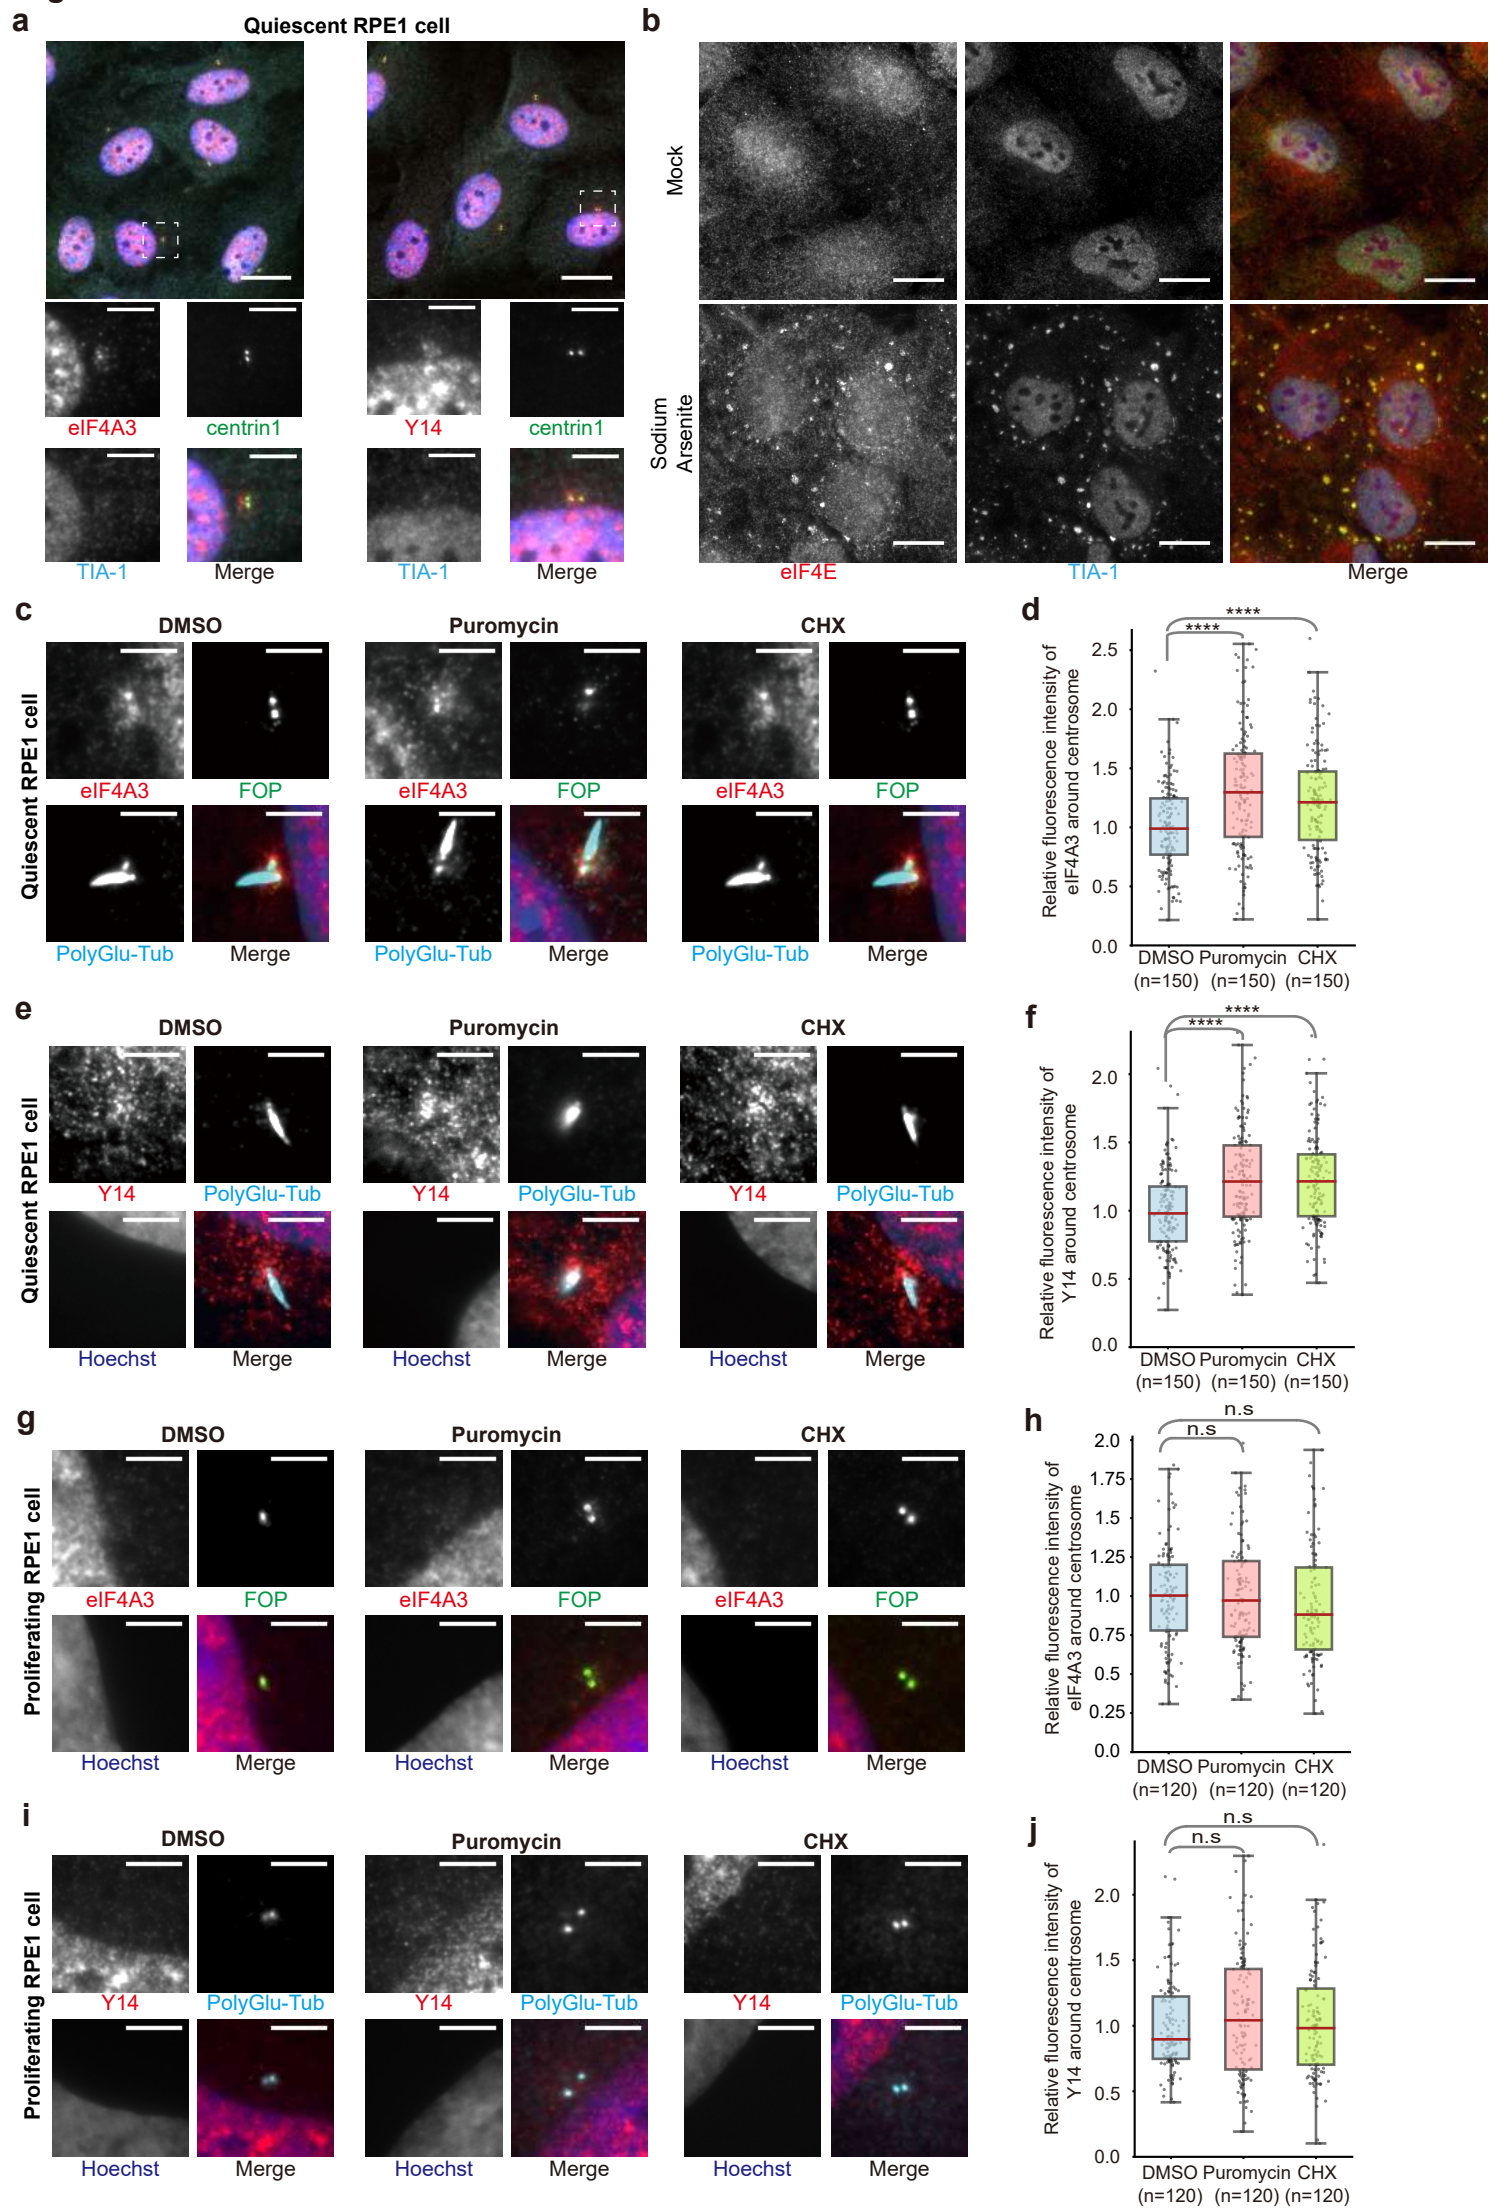 a
Quiescent RPE1 cell
eIF4A3
centrin1
Y14
centrin1
TIA-1
Merge
TIA-1
Merge
b
Mock
Sodium
Arsenite
eIF4E
TIA-1
Merge
c
Quiescent RPE1 cell
DMSO
Puromycin
CHX
eIF4A3
FOP
eIF4A3
FOP
eIF4A3
FOP
PolyGlu-Tub
Merge
PolyGlu-Tub
Merge
PolyGlu-Tub
Merge
d
Relative fluorescence intensity of
eIF4A3 around centrosome
****
****
2.5
2.0
1.5
1.0
0.5
0.0
DMSO Puromycin CHX
(n=150) (n=150) (n=150)
e
Quiescent RPE1 cell
DMSO
Puromycin
CHX
Y14
PolyGlu-Tub
Y14
PolyGlu-Tub
Y14
PolyGlu-Tub
Hoechst
Merge
Hoechst
Merge
Hoechst
Merge
f
Relative fluorescence intensity of
Y14 around centrosome
****
****
2.0
1.5
1.0
0.5
0.0
DMSO Puromycin CHX
(n=150) (n=150) (n=150)
g
Proliferating RPE1 cell
DMSO
Puromycin
CHX
eIF4A3
FOP
eIF4A3
FOP
eIF4A3
FOP
Hoechst
Merge
Hoechst
Merge
Hoechst
Merge
h
Relative fluorescence intensity of
eIF4A3 around centrosome
n.s
n.s
2.0
1.75
1.5
1.25
1.0
0.75
0.5
0.25
0.0
DMSO Puromycin CHX
(n=120) (n=120) (n=120)
i
Proliferating RPE1 cell
DMSO
Puromycin
CHX
Y14
PolyGlu-Tub
Y14
PolyGlu-Tub
Y14
PolyGlu-Tub
Hoechst
Merge
Hoechst
Merge
Hoechst
Merge
j
Relative fluorescence intensity of
Y14 around centrosome
n.s
n.s
2.0
1.5
1.0
0.5
0.0
DMSO Puromycin CHX
(n=120) (n=120) (n=120)